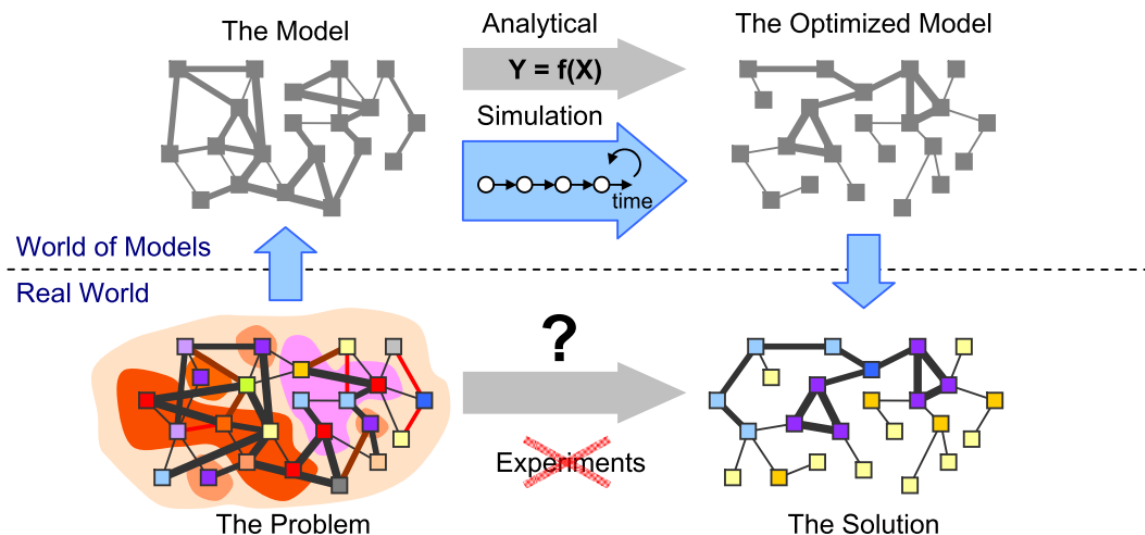 The Model
Analytical
The Optimized Model
Y = f(X)
Simulation
time
World of Models
Real World
?
Experiments
The Problem
The Solution